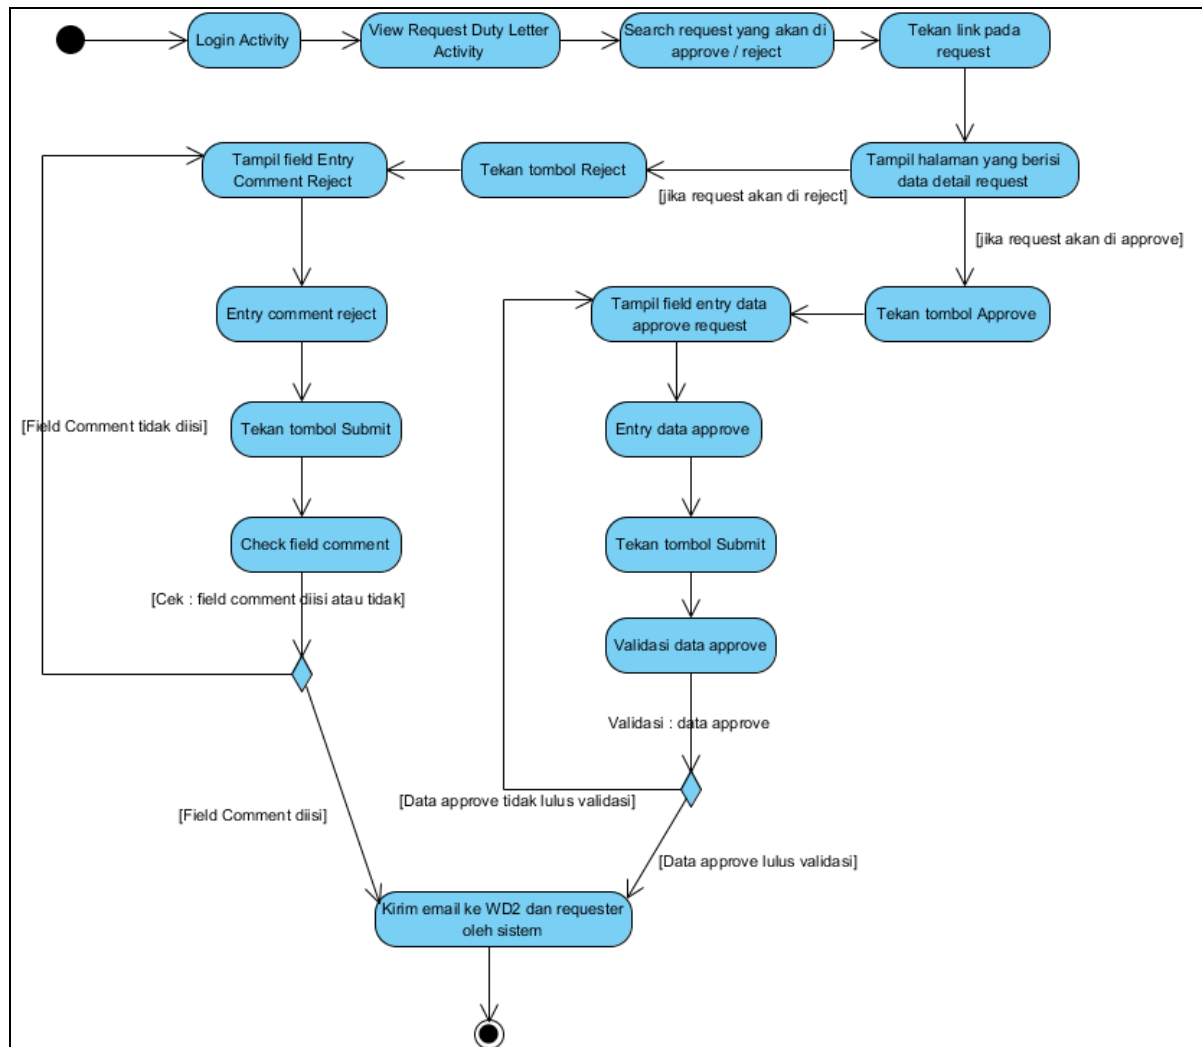 Login Activity
View Request Duty Letter
Activity
Search request yang akan di
approve / reject
Tekan link pada
request
Tampil field Entry
Comment Reject
Tekan tombol Reject
Tampil halaman yang berisi
data detail request
[jika request akan di reject]
[jika request akan di approve]
Entry comment reject
Tampil field entry data
approve request
Tekan tombol Approve
[Field Comment tidak diisi]
Tekan tombol Submit
Entry data approve
Check field comment
Tekan tombol Submit
[Cek : field comment diisi atau tidak]
Validasi data approve
Validasi : data approve
[Data approve tidak lulus validasi]
[Field Comment diisi]
[Data approve lulus validasi]
Kirim email ke WD2 dan requester
oleh sistem